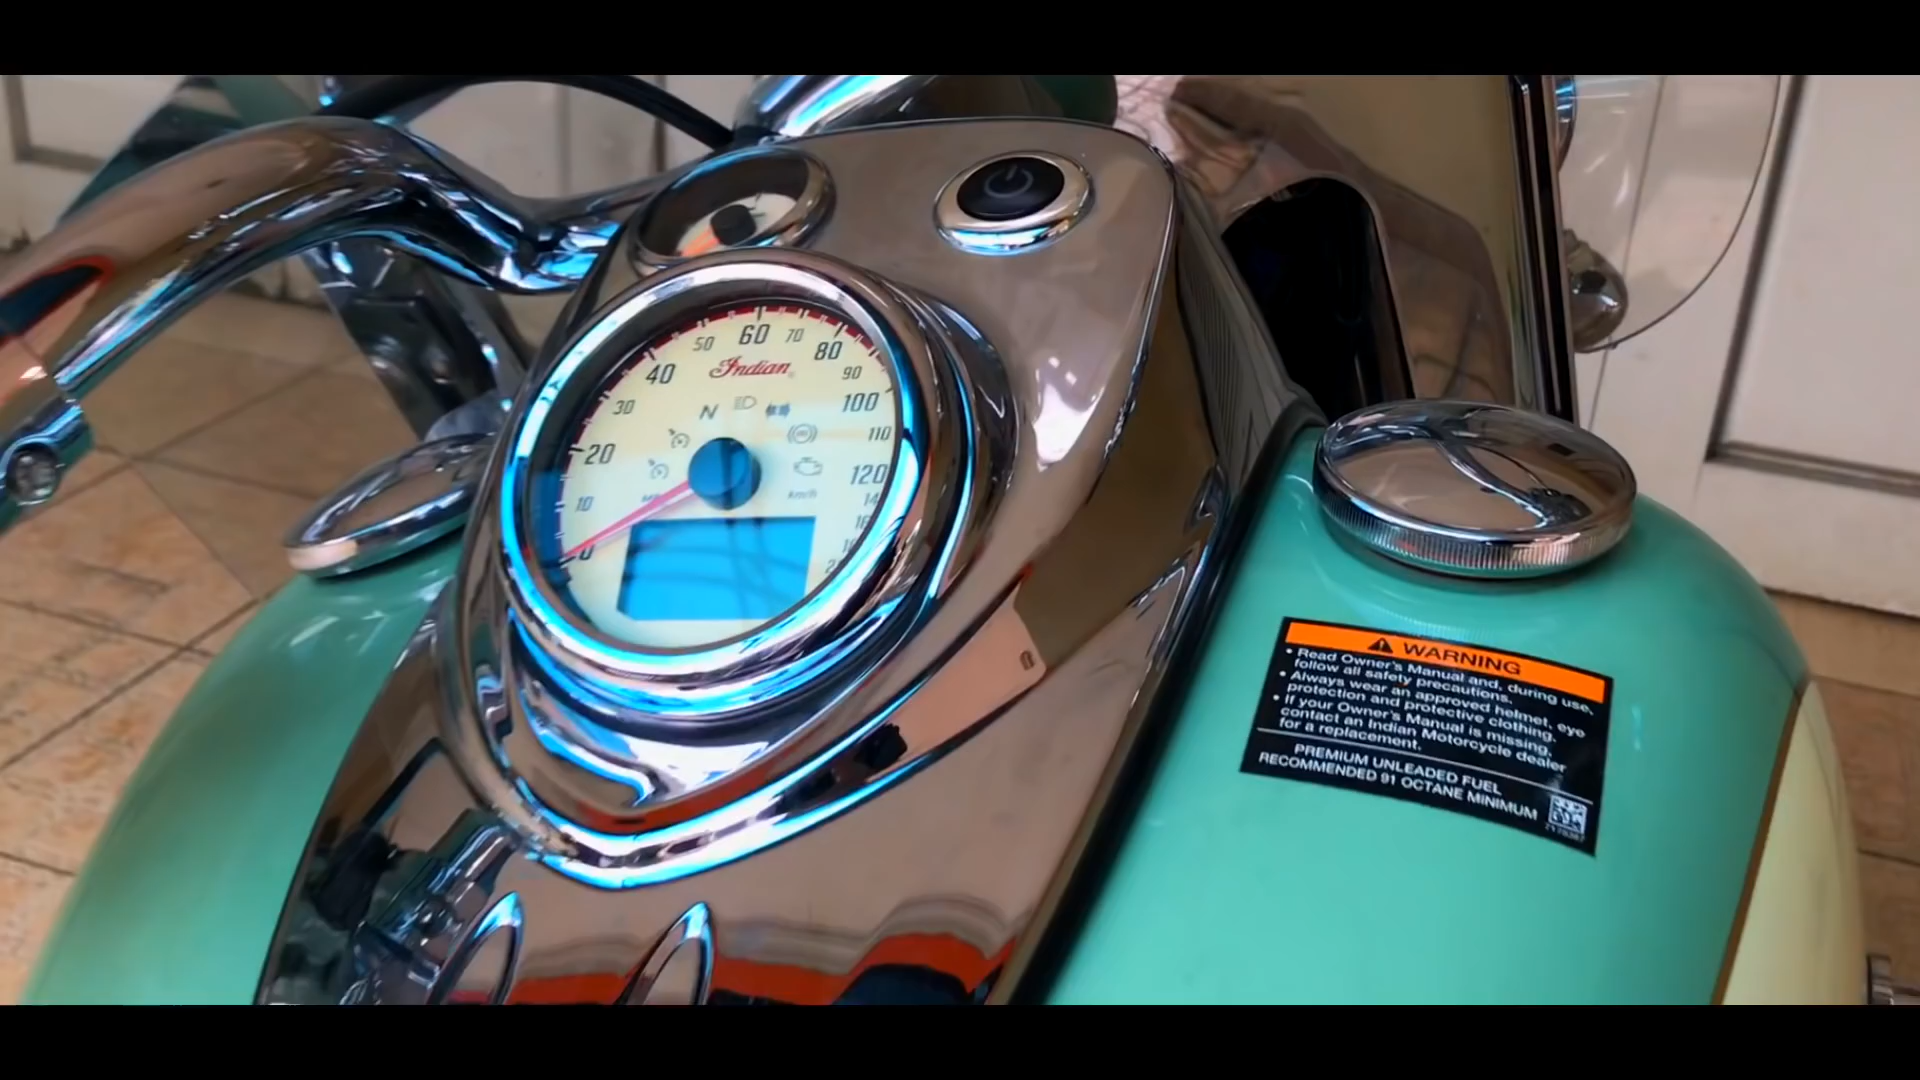 60
50
70
80
40
Indian
90
30
100
N
110
20
120
10
Km/h
0
WARNING
• Read Owner's Manual and, during use,
follow all safety precautions.
• Always wear an approved helmet, eye
protection and protective clothing.
• If your Owner's Manual is missing,
contact an Indian Motorcycle dealer
for a replacement.
PREMIUM UNLEADED FUEL
RECOMMENDED 91 OCTANE MINIMUM